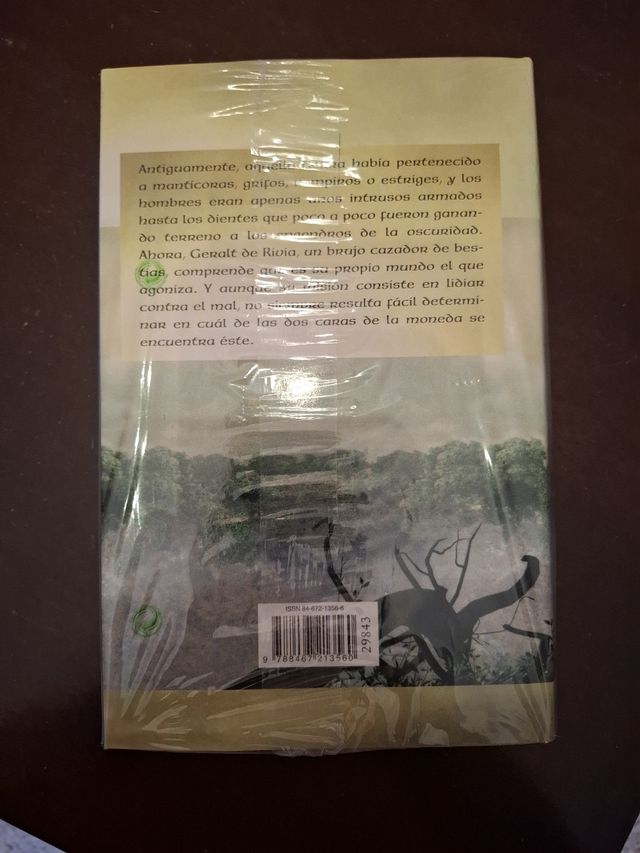 Antiguamente, aquella tierra había pertenecido
a mantícoras, grifos, vampiros o estriges, y los
hombres eran apenas unos intrusos armados
hasta los dientes que poco a poco fueron ganan-
do terreno a los engendros de la oscuridad.
Ahora, Geralt de Rivia, un brujo cazador de bes-
tias, comprende que es su propio mundo el que
agoniza. Y aunque su misión consiste en lidiar
contra el mal, no siempre resulta fácil determi-
nar en cuál de las dos caras de la moneda se
encuentra éste.
ISBN 84-672-1356-6
29843
9 788467 213560